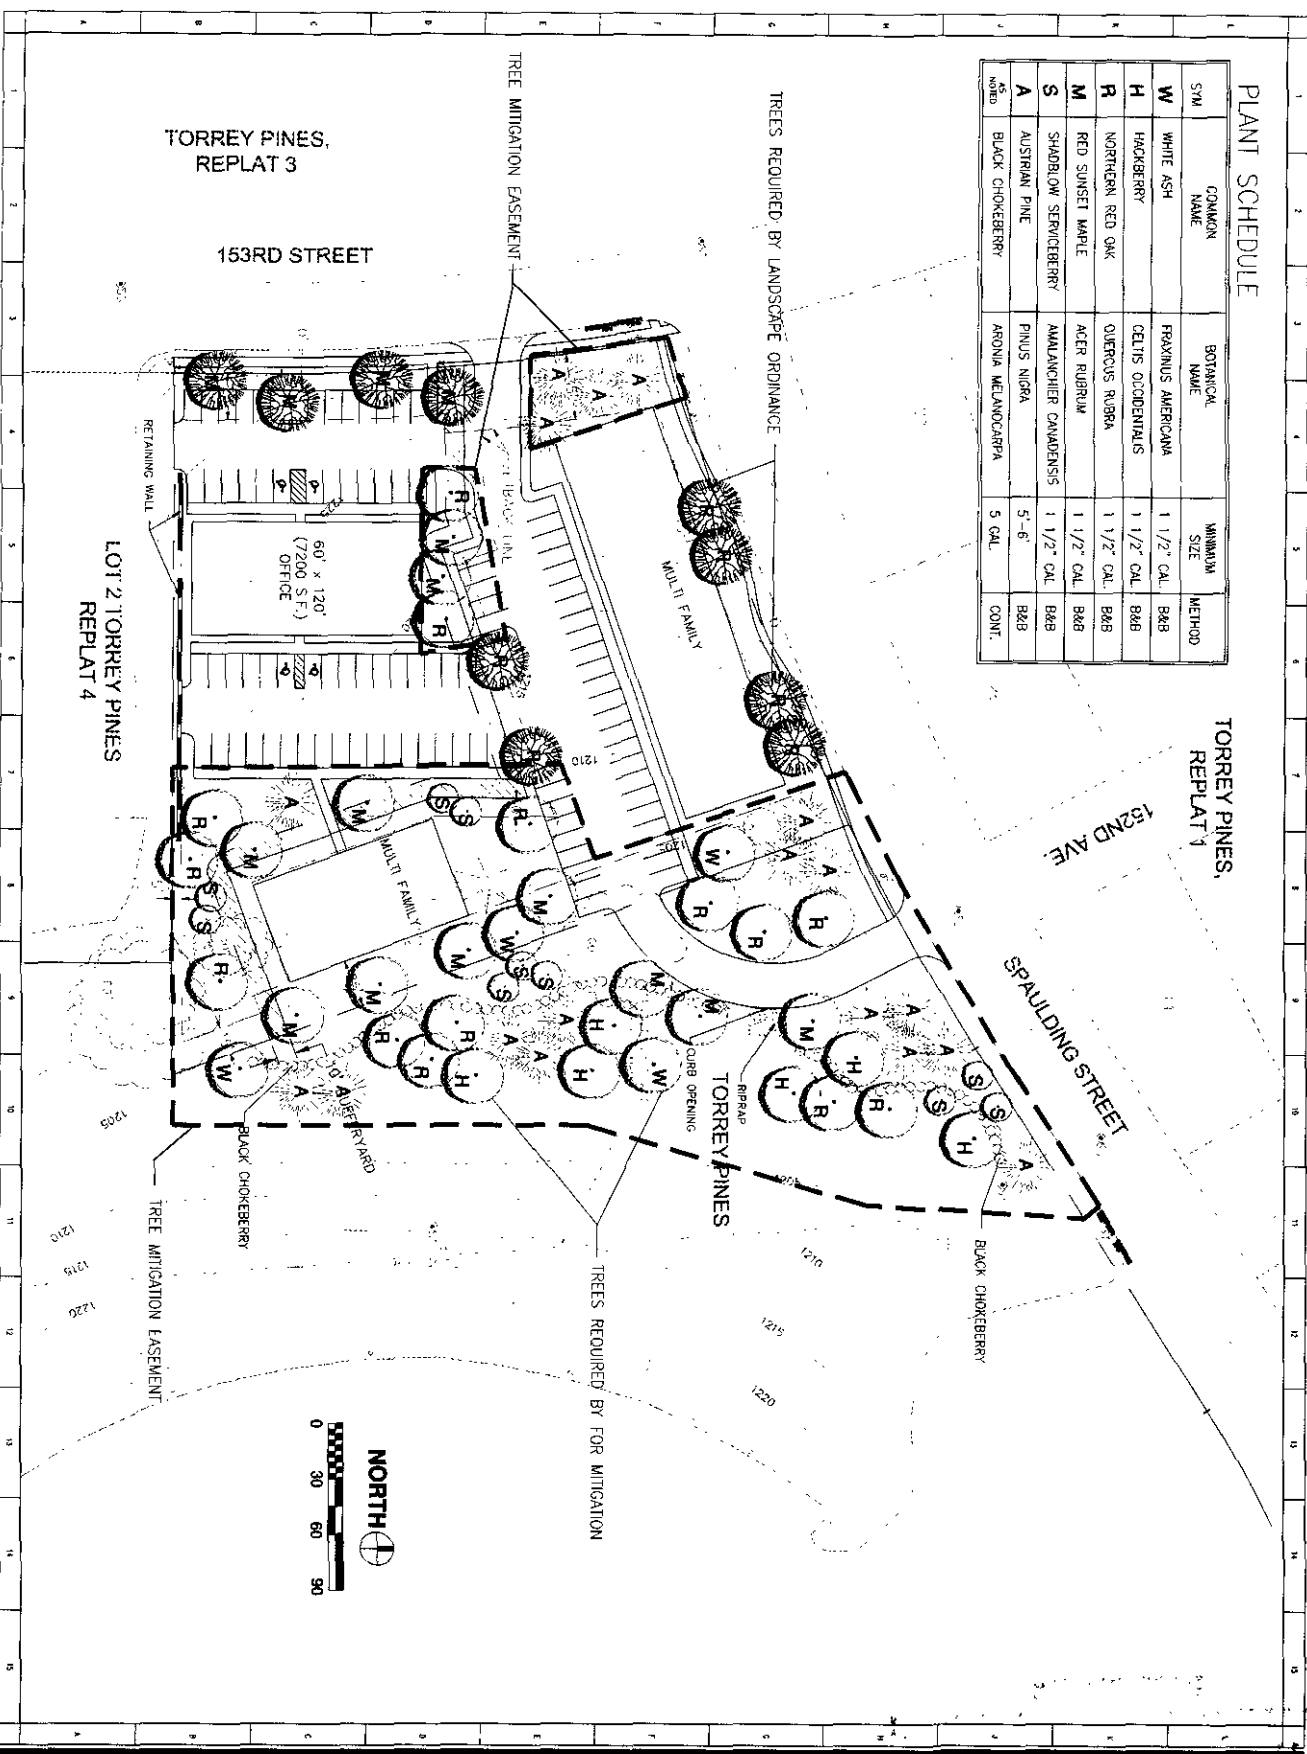 PLANT SCHEDULE
SYM COMMON NAME BOTANICAL NAME MINIMUM SIZE METHOD
W WHITE ASH FRAXINUS AMERICANA 1 1/2" CAL. B&B
H HACKBERRY CELTIS OCCIDENTALIS 1 1/2" CAL. B&B
R NORTHERN RED OAK QUERCUS RUBRA 1 1/2" CAL. B&B
M RED SUNSET MAPLE ACER RUBRUM 1 1/2" CAL. B&B
S SHADBLOW SERVICEBERRY AMALANCHIER CANADENSIS 1 1/2" CAL. B&B
A AUSTRIAN PINE PINUS NIGRA 5'-6' B&B
AS NOTED BLACK CHOKEBERRY ARONIA MELANOCARPA 5 GAL. CONT.
TORREY PINES,
REPLAT 3
153RD STREET
TREE MITIGATION EASEMENT
TREES REQUIRED BY LANDSCAPE ORDINANCE
TORREY PINES,
REPLAT 1
152ND AVE.
SPAULDING STREET
RETAINING WALL
LOT 2 TORREY PINES
REPLAT 4
60' x 120'
(7200 S.F.)
OFFICE
MULTI FAMILY
MULTI FAMILY
1225
1210
1205
CURB OPENING
RIPRAP
TORREY PINES
BUFFERYARD
BLACK CHOKEBERRY
BLACK CHOKEBERRY
TREE MITIGATION EASEMENT
TREES REQUIRED BY FOR MITIGATION
1205
1205
1210
1215
1220
1210
1215
1220
NORTH
0 30 60 90